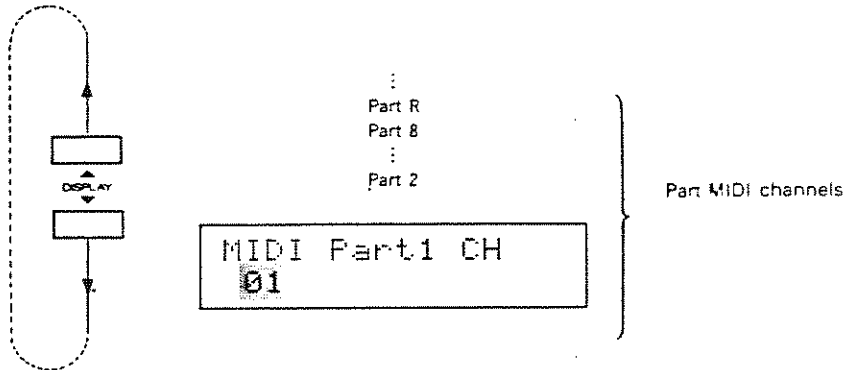 ⋮
Part R
Part 8
⋮
Part 2
DISPLAY
MIDI Part1 CH
01
Part MIDI channels